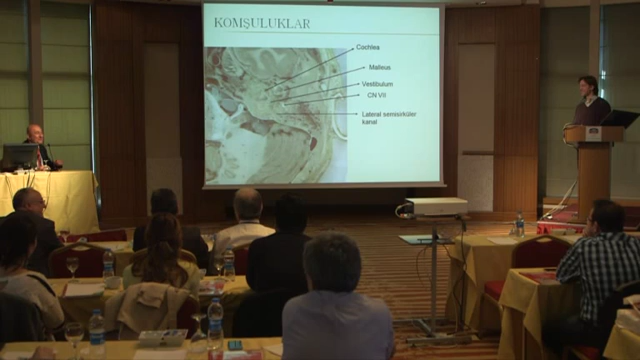 KOMŞULUKLAR
Cochlea
Malleus
Vestibulum
CN VII
Lateral semisirküler
kanal